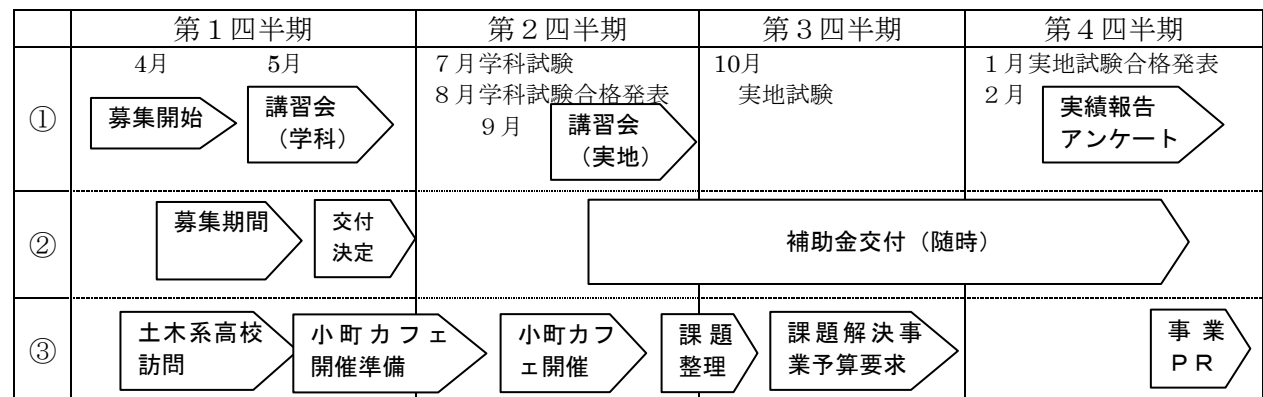 第１四半期 第２四半期 第３四半期 第４四半期
①
4月 5月
募集開始
講習会
（学科）
７月学科試験
８月学科試験合格発表
９月
講習会
（実地）
10月
実地試験
１月実地試験合格発表
２月
実績報告
アンケート
②
募集期間
交付
決定
補助金交付（随時）
③
土木系高校
訪問
小町カフェ
開催準備
小町カフ
ェ開催
課題
整理
課題解決事
業予算要求
事業
ＰＲ